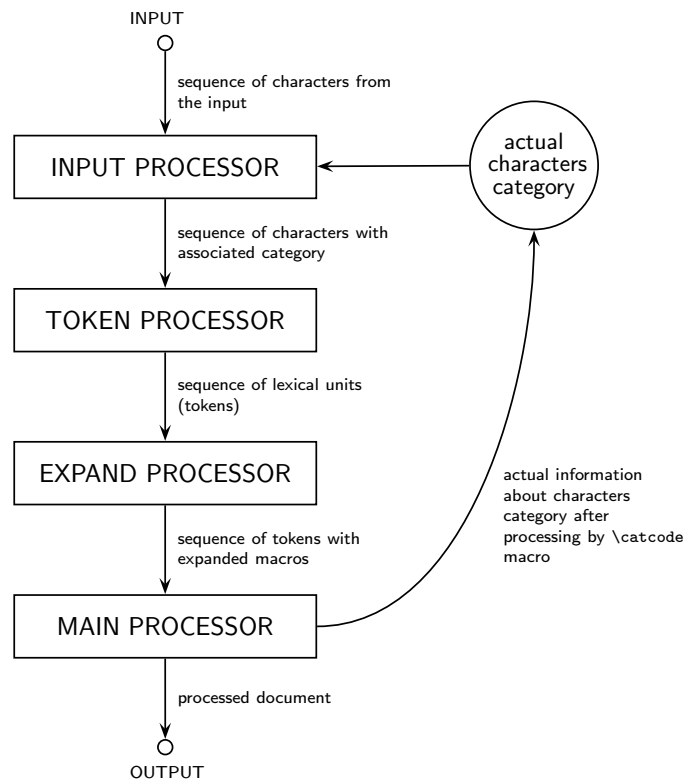 INPUT
sequence of characters from
the input
INPUT PROCESSOR
actual
characters
category
sequence of characters with
associated category
TOKEN PROCESSOR
sequence of lexical units
(tokens)
EXPAND PROCESSOR
actual information
about characters
category after
processing by \catcode
macro
sequence of tokens with
expanded macros
MAIN PROCESSOR
processed document
OUTPUT